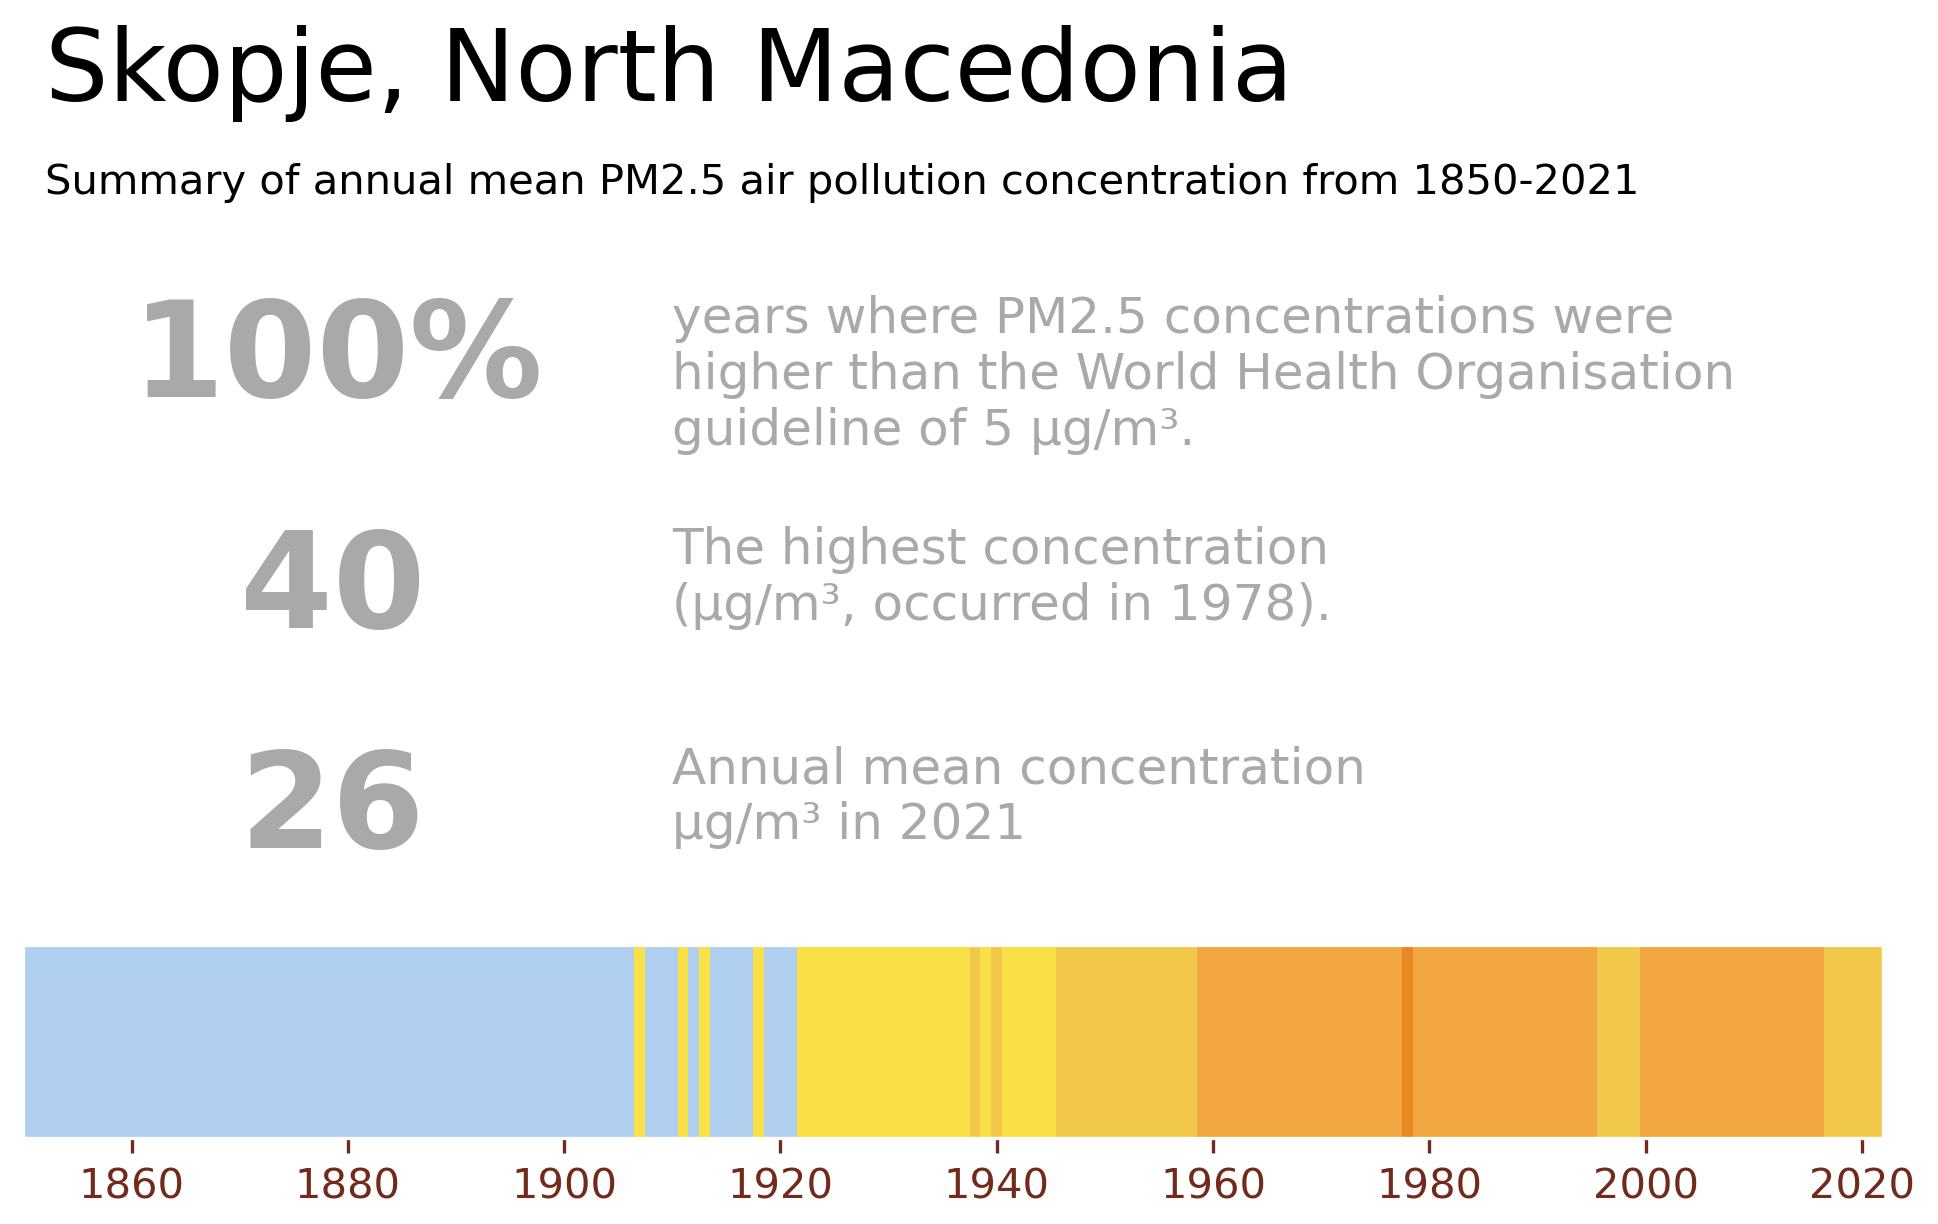 Skopje, North Macedonia
Summary of annual mean PM2.5 air pollution concentration from 1850-2021
100%
years where PM2.5 concentrations were
higher than the World Health Organisation
guideline of 5 µg/m³.
40
The highest concentration
(µg/m³, occurred in 1978).
26
Annual mean concentration
µg/m³ in 2021
1860 1880 1900 1920 1940 1960 1980 2000 2020